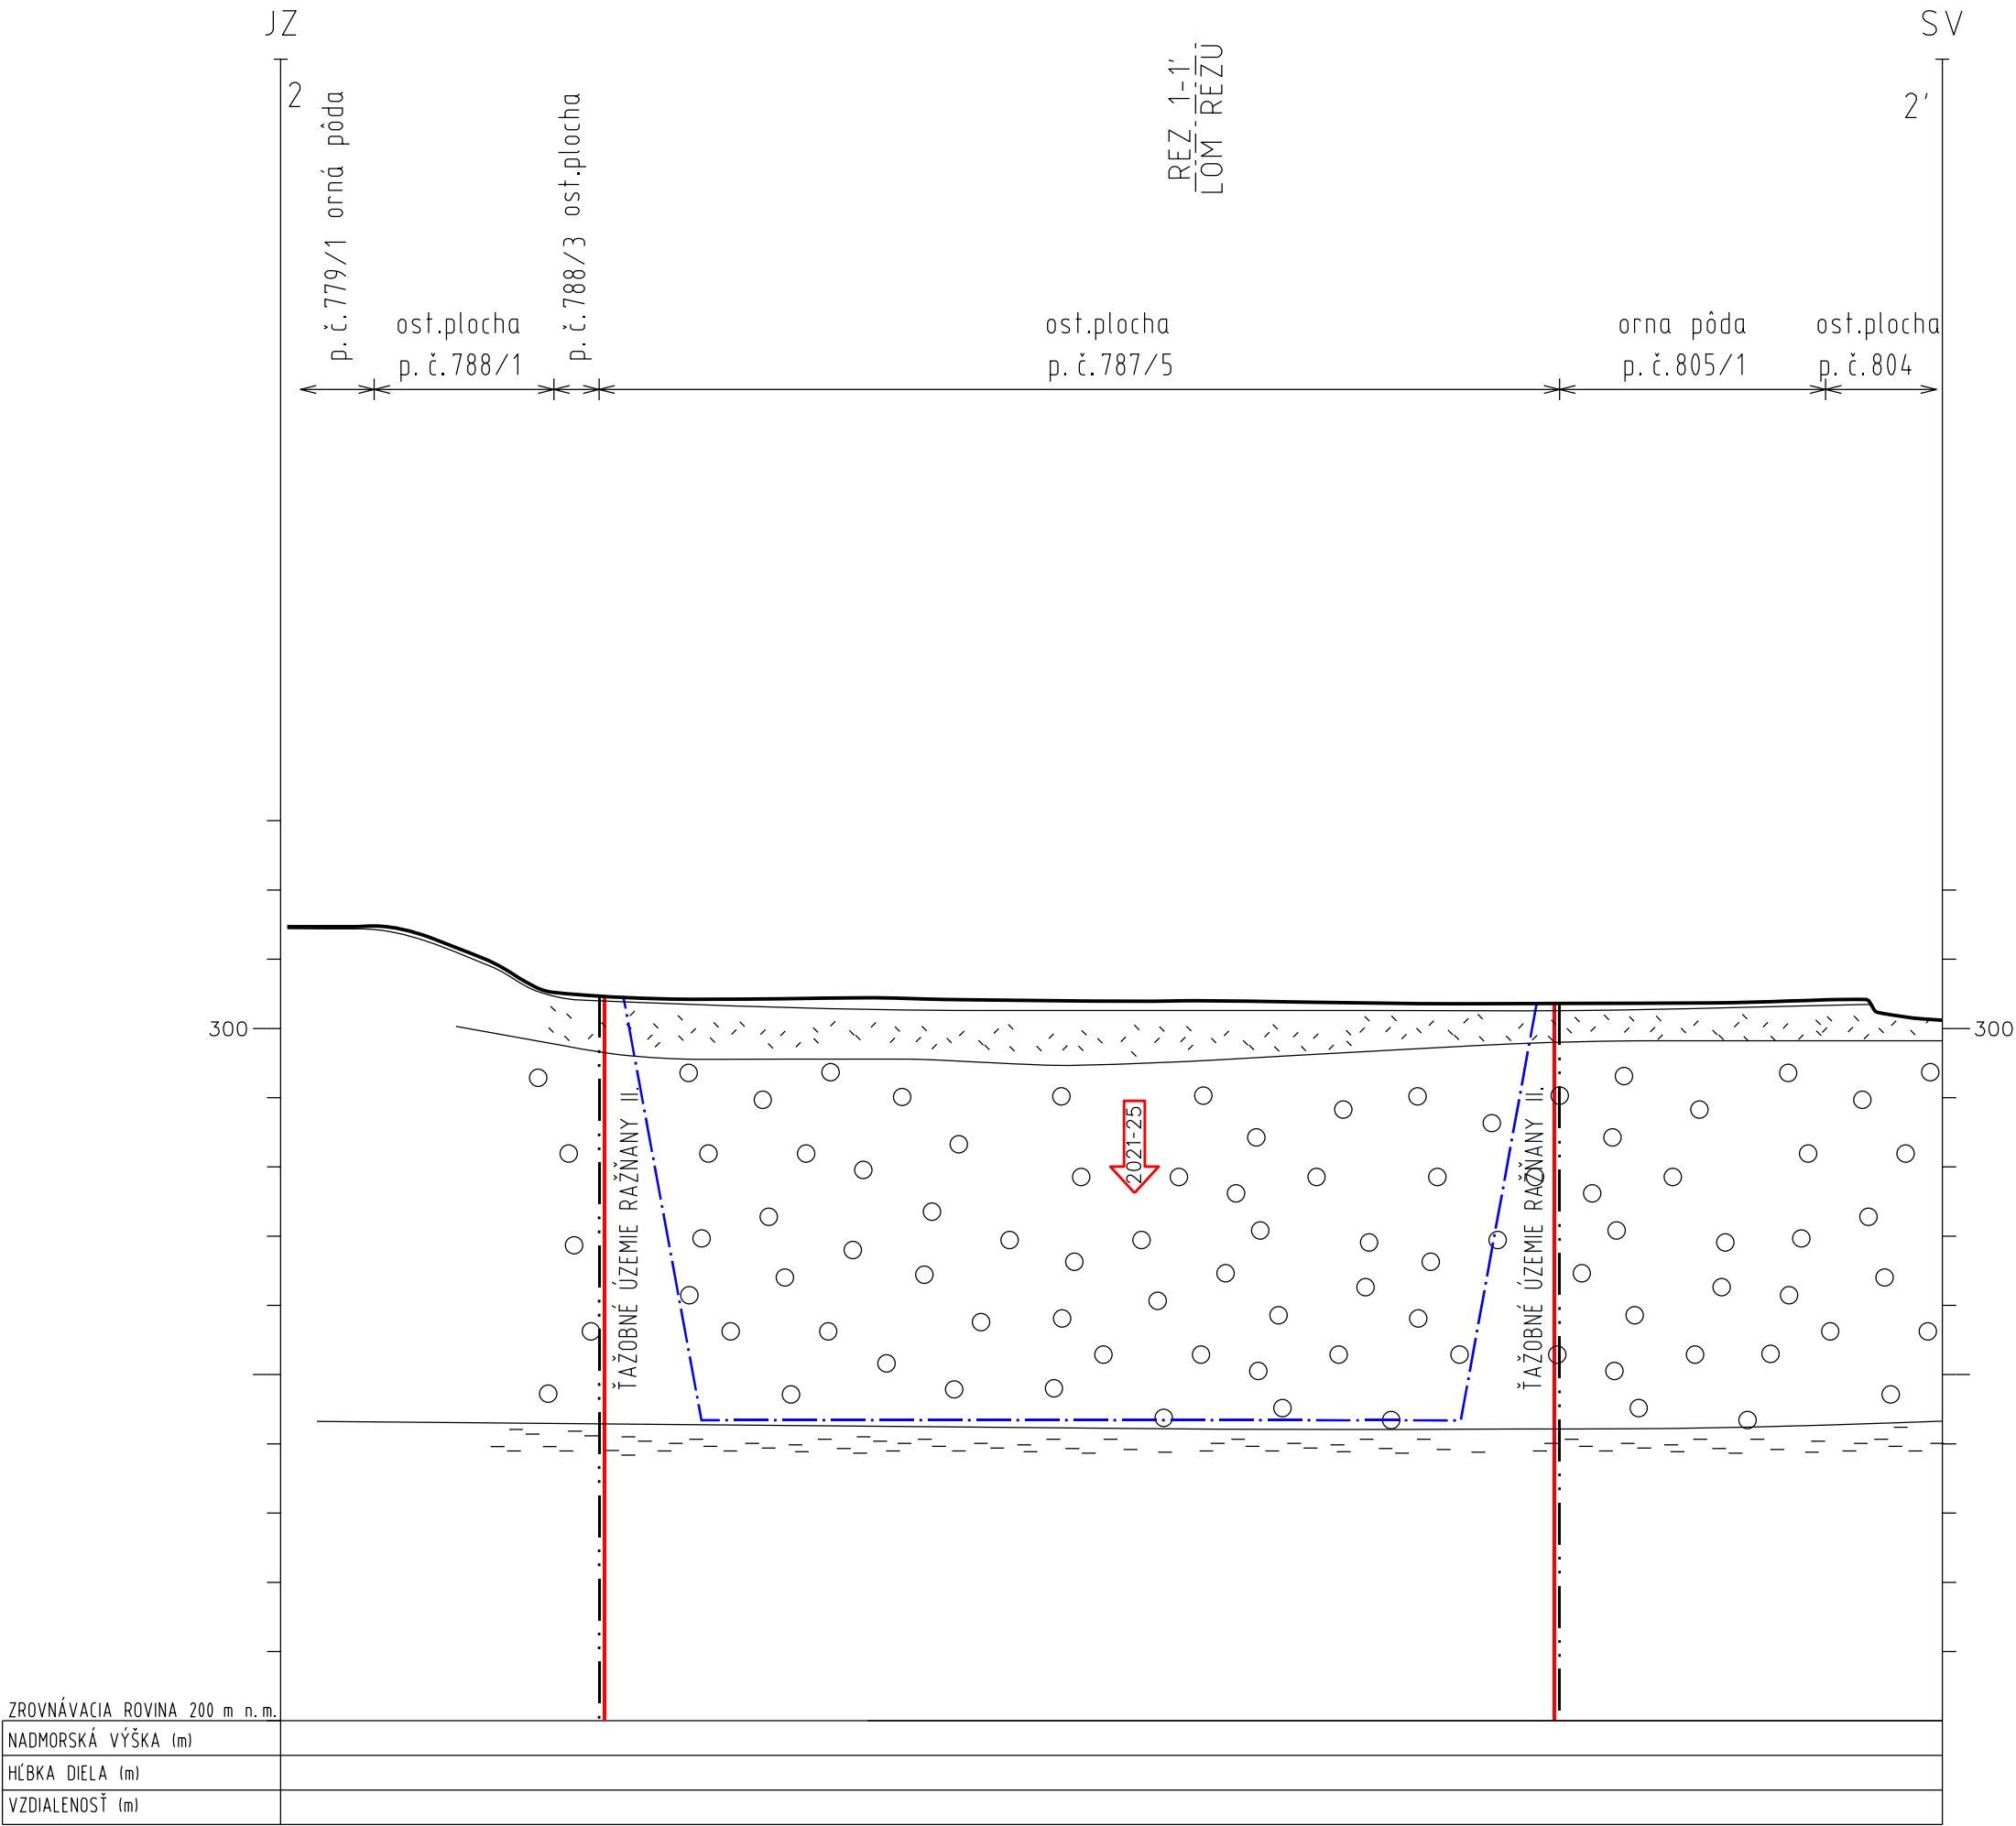 JZ
SV
2
2'
p.č.779/1 orná pôda
p.č.788/3 ost.plocha
REZ 1-1'
LOM REZU
ost.plocha
p.č.788/1
ost.plocha
p.č.787/5
orna pôda
p.č.805/1
ost.plocha
p.č.804
300
300
2021-25
ŤAŽOBNÉ ÚZEMIE RAŽŇANY II.
ŤAŽOBNÉ ÚZEMIE RAŽŇANY II.
ZROVNÁVACIA ROVINA 200 m n.m.
NADMORSKÁ VÝŠKA (m)
HĽBKA DIELA (m)
VZDIALENOSŤ (m)